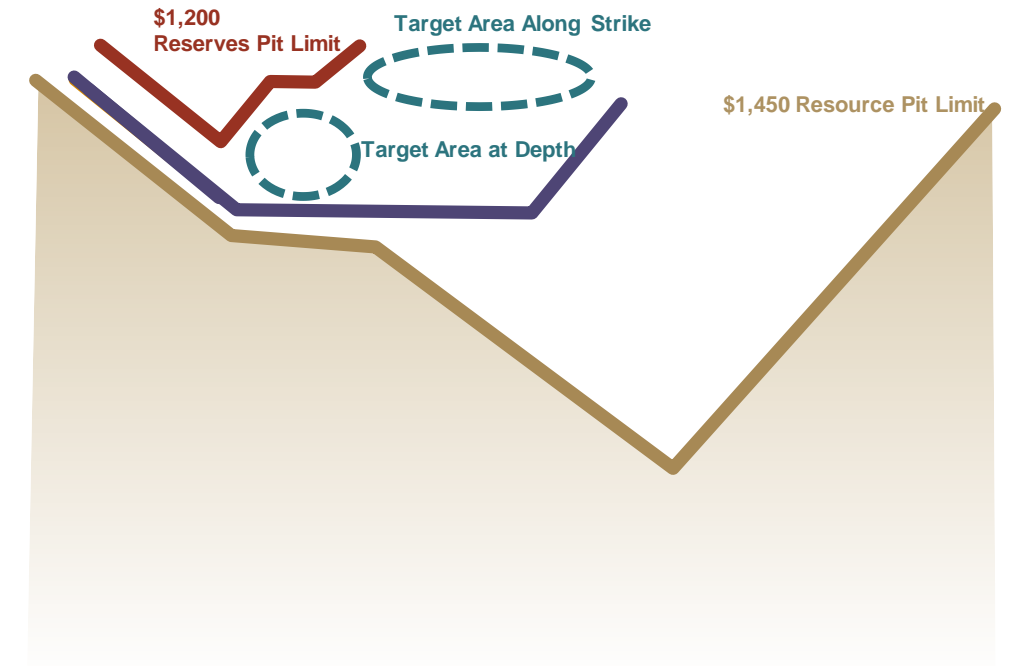 $1,200
Reserves Pit Limit
Target Area Along Strike
$1,450 Resource Pit Limit
Target Area at Depth